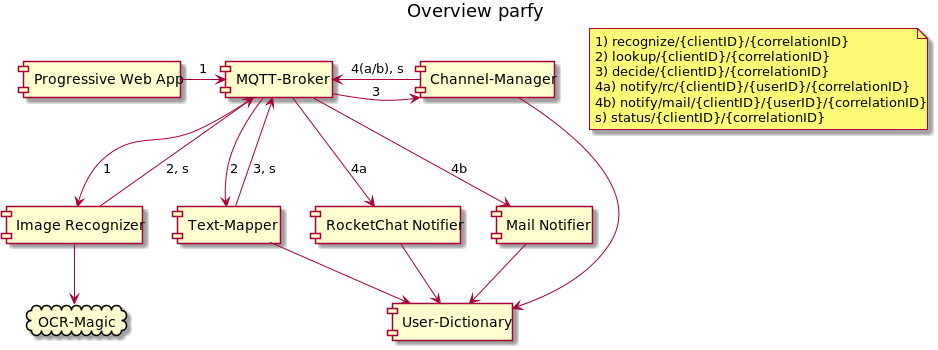 Overview parfy
1) recognize/{clientID}/{correlationID}
2) lookup/{clientID}/{correlationID}
3) decide/{clientID}/{correlationID}
4a) notify/rc/{clientID}/{userID}/{correlationID}
4b) notify/mail/{clientID}/{userID}/{correlationID}
s) status/{clientID}/{correlationID}
Progressive Web App
1
MQTT-Broker
4(a/b), s
3
Channel-Manager
1
2, s
2
3, s
4a
4b
Image Recognizer
Text-Mapper
RocketChat Notifier
Mail Notifier
OCR-Magic
User-Dictionary